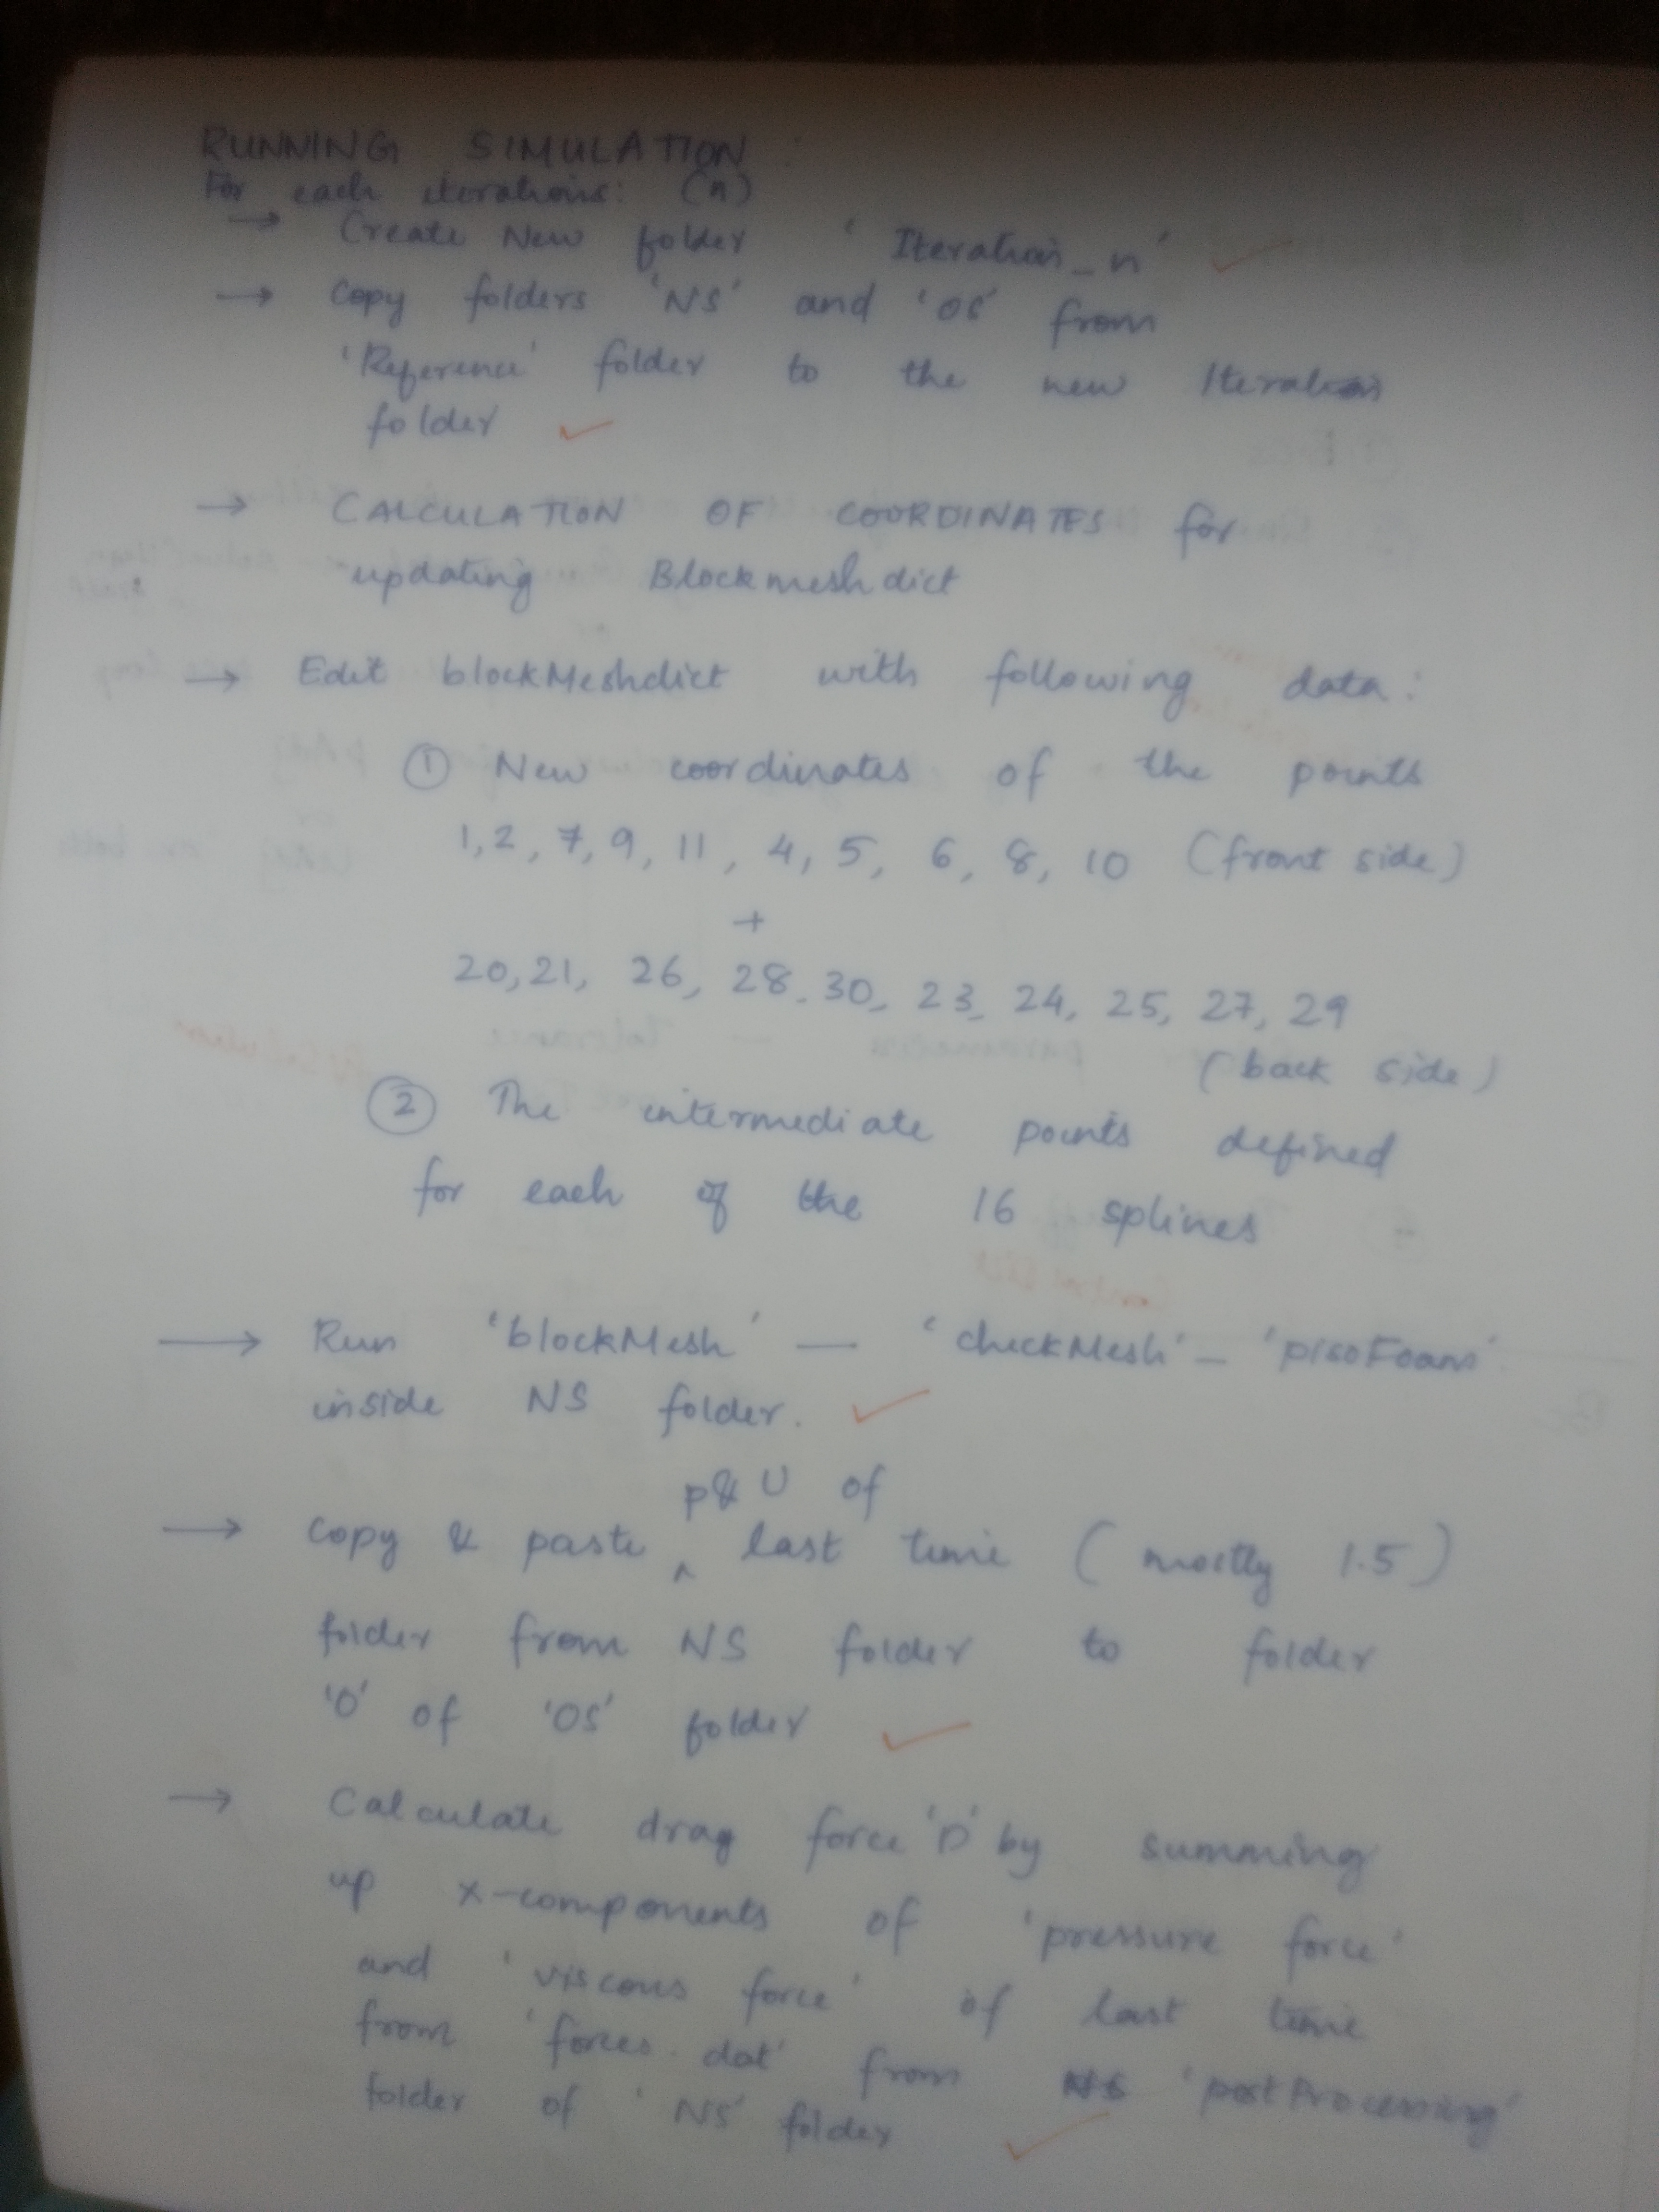 RUNNING SIMULATION :
For each iterations: (n)
→ Create New folder 'Iteration_n' ✓
→ Copy folders 'NS' and 'OS' from
'Reference' folder to the new Iteration
folder ✓
→ CALCULATION OF COORDINATES for
updating Blockmeshdict
→ Edit blockMeshdict with following data:
① New coordinates of the points
1, 2, 7, 9, 11, 4, 5, 6, 8, 10 (front side)
+
20, 21, 26, 28, 30, 23, 24, 25, 27, 29
(back side)
② The intermediate points defined
for each of the 16 splines
→ Run 'blockMesh' — 'checkMesh' – 'pisoFoam'
inside NS folder. ✓
p & U of
→ Copy & paste ^ last time (mostly 1.5)
folder from NS folder to folder
'0' of 'OS' folder ✓
→ Calculate drag force 'D' by summing
up x-components of 'pressure force'
and 'viscous force' of last time
from 'forces.dat' from 'postProcessing'
folder of 'NS' folder ✓